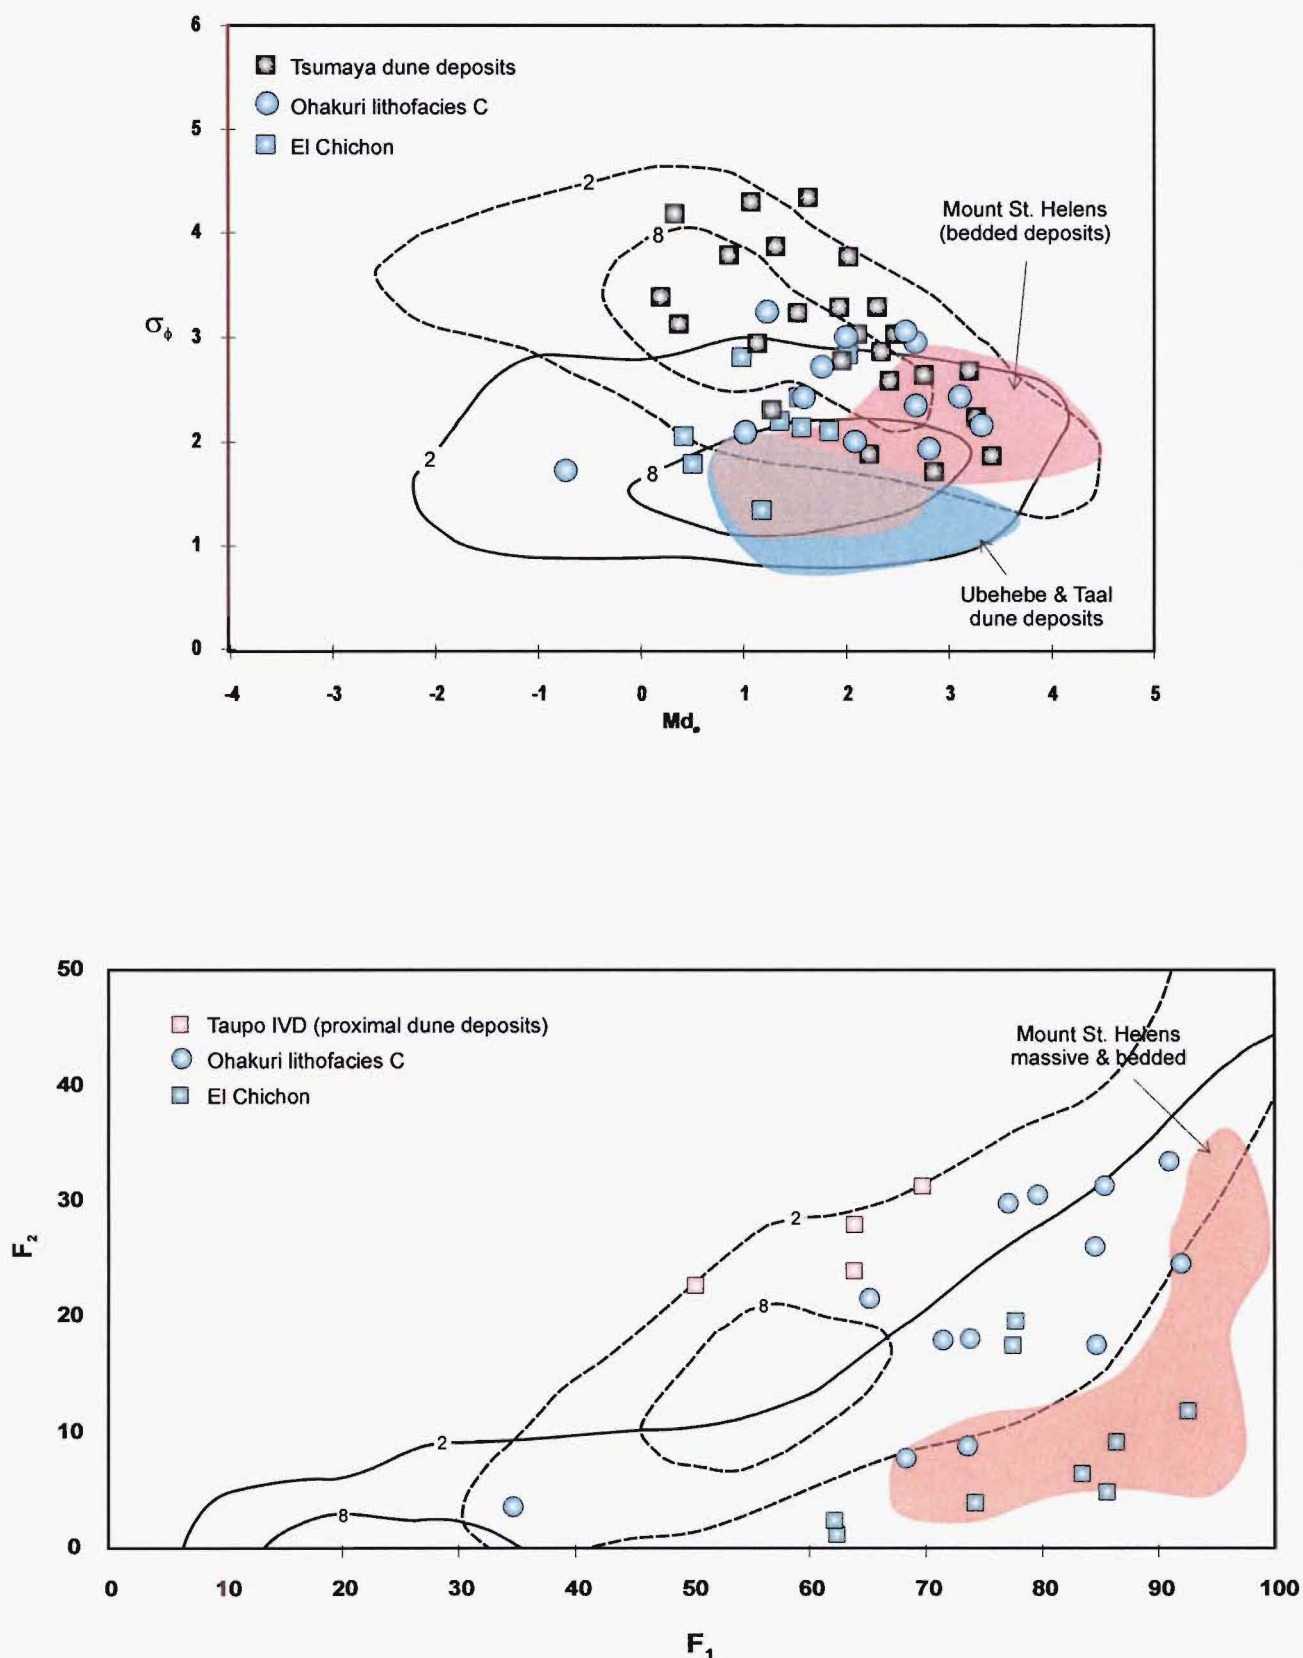 6
Tsumaya dune deposits
Ohakuri lithofacies C
5
El Chichon
2
Mount St. Helens
(bedded deposits)
4
8
σϕ
3
2
2
8
1
Ubehebe & Taal
dune deposits
0
-4 -3 -2 -1 0 1 2 3 4 5
Mdϕ
50
Taupo IVD (proximal dune deposits)
Mount St. Helens
massive & bedded
Ohakuri lithofacies C
El Chichon
40
30
2
F₂
20
8
10
2
8
0
0 10 20 30 40 50 60 70 80 90 100
F₁